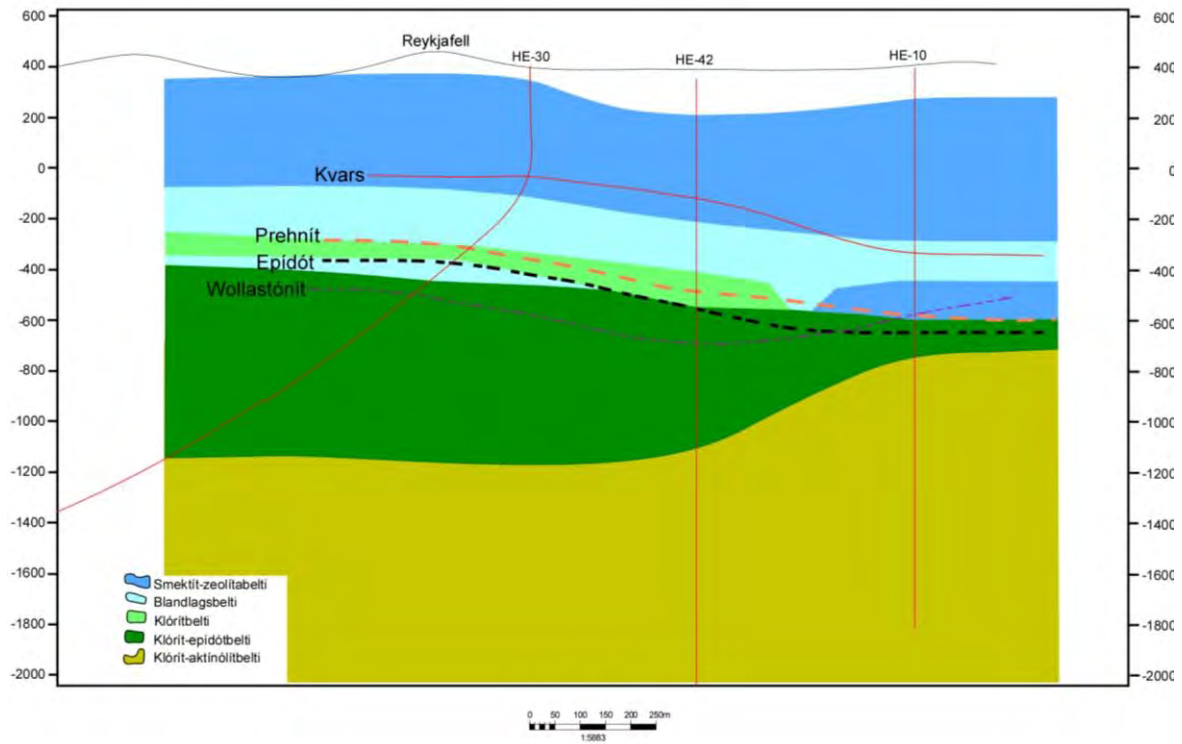 600
400
200
0
-200
-400
-600
-800
-1000
-1200
-1400
-1600
-1800
-2000
Reykjafell
HE-30
HE-42
HE-10
Kvars
Prehnít
Epídót
Wollastónít
Smektít-zeolítabelti
Blandlagsbelti
Klórítbelti
Klórít-epídótbelti
Klórít-aktínólítbelti
600
400
200
0
-200
-400
-600
-800
-1000
-1200
-1400
-1600
-1800
-2000
0 50 100 150 200 250m
1:5883